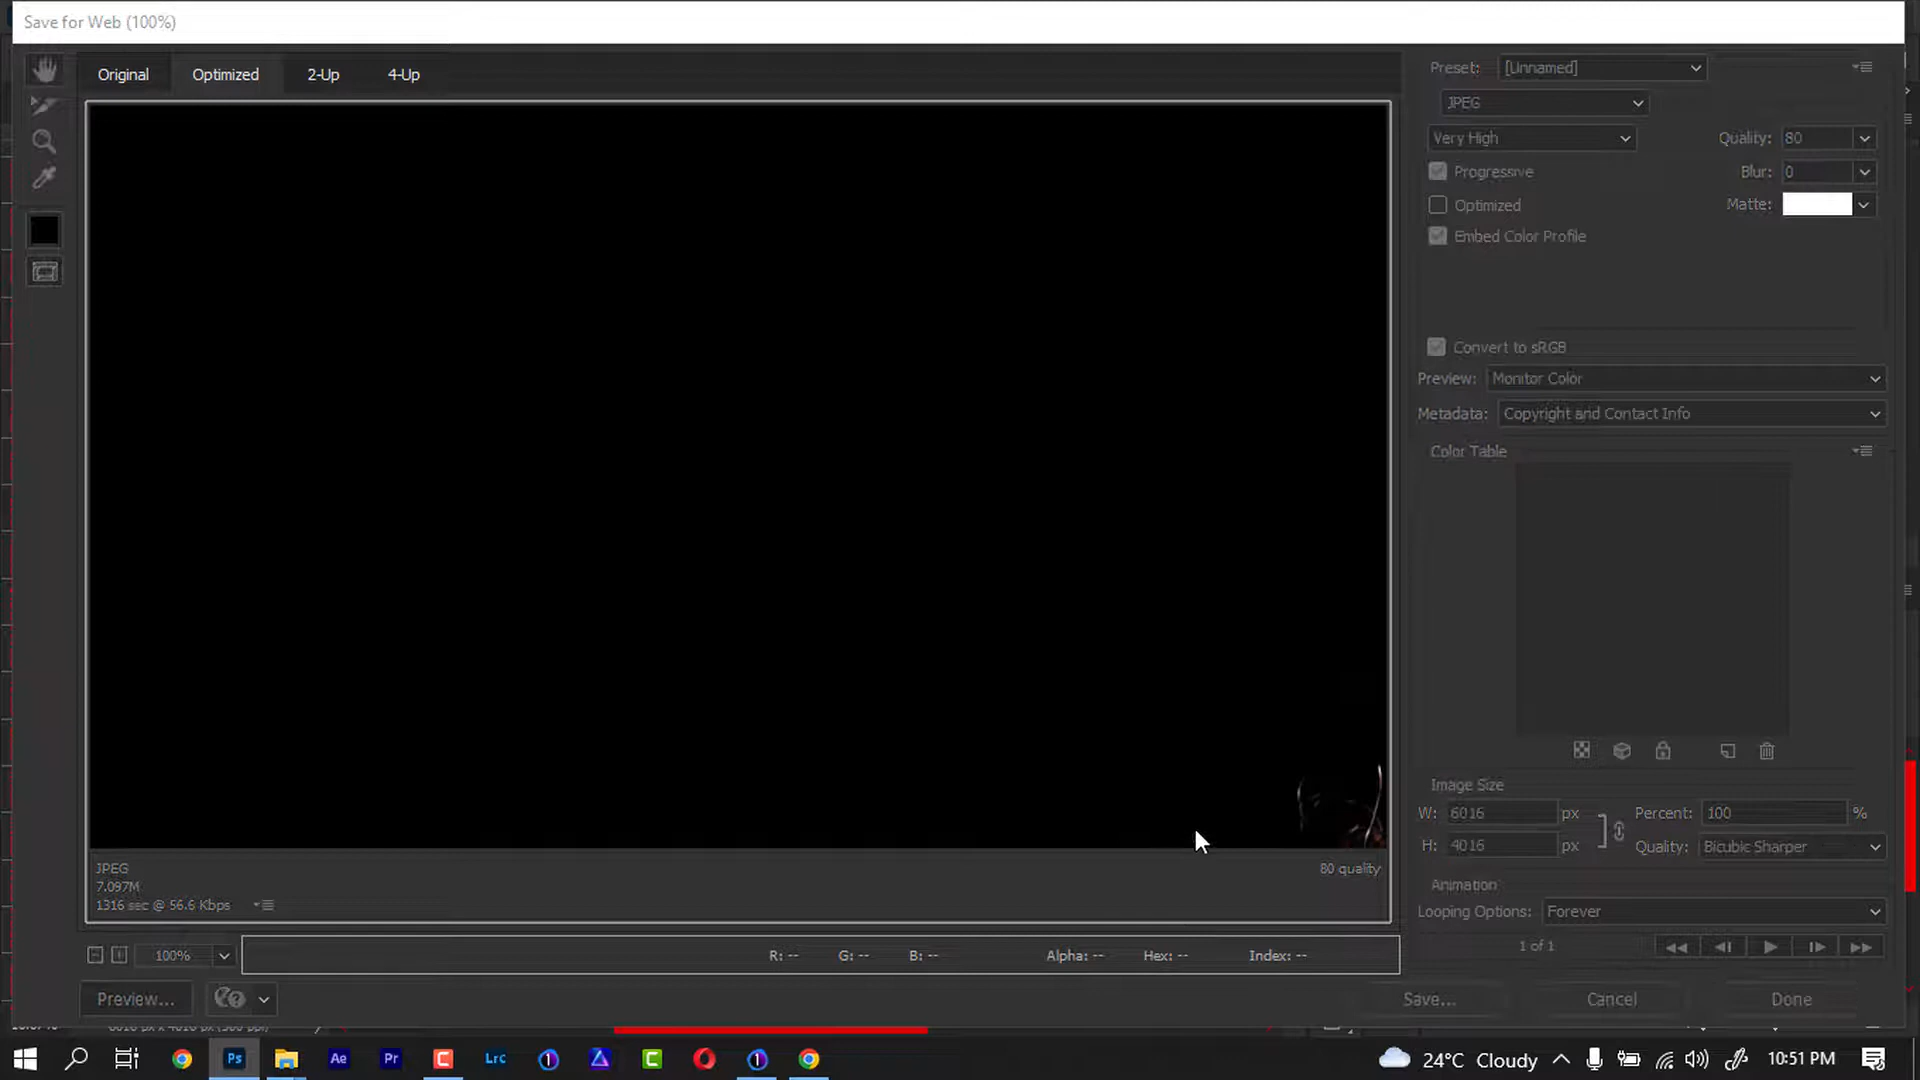 Save for Web (100%)
Original Optimized 2-Up 4-Up
Preset: [Unnamed]
JPEG
Very High Quality: 80
Progressive Blur: 0
Optimized Matte:
Embed Color Profile
Convert to sRGB
Preview: Monitor Color
Metadata: Copyright and Contact Info
Color Table
Image Size
W: 6016 px Percent: 100 %
H: 4016 px Quality: Bicubic Sharper
Animation
Looping Options: Forever
1 of 1
JPEG 80 quality
7.097M
1316 sec @ 56.6 Kbps
100% R: -- G: -- B: -- Alpha: -- Hex: -- Index: --
Preview... Save... Cancel Done
Ps Ae Pr C Lrc C 24°C Cloudy 10:51 PM